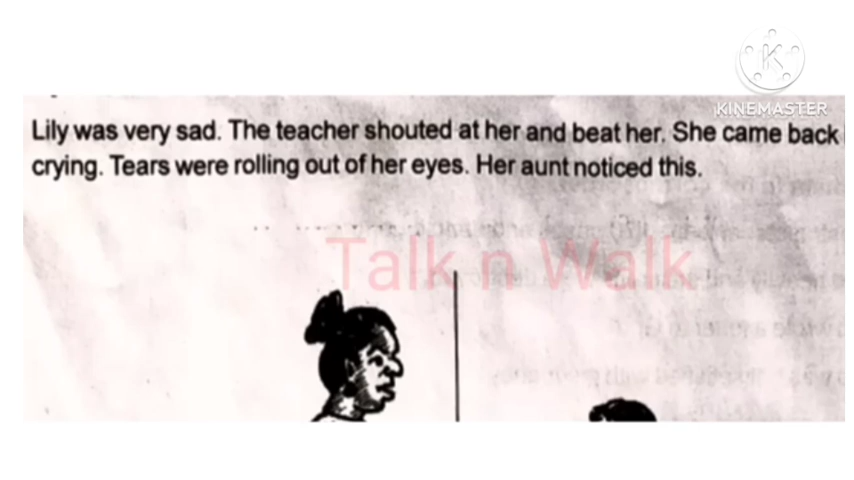 KINEMASTER
Lily was very sad. The teacher shouted at her and beat her. She came back
crying. Tears were rolling out of her eyes. Her aunt noticed this.
Talk n Walk